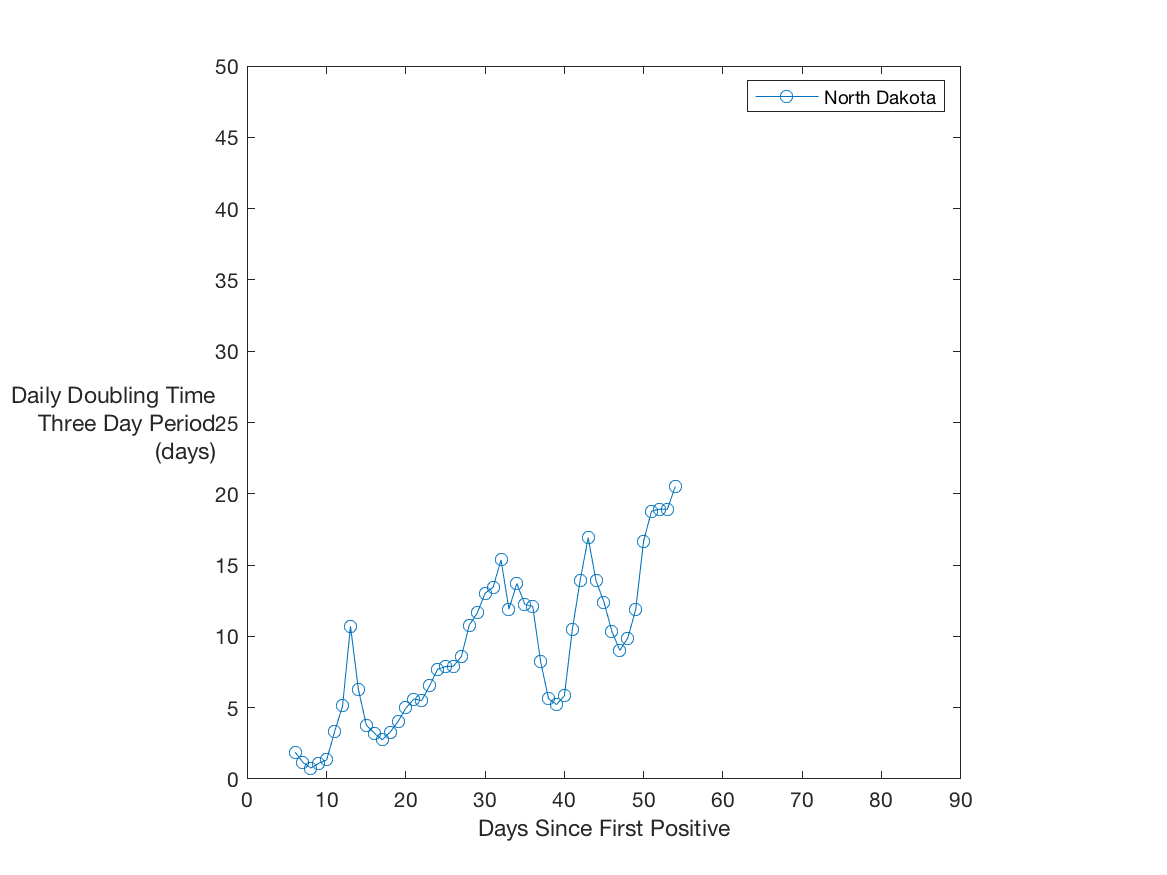 50
North Dakota
45
40
35
30
Daily Doubling Time
Three Day Period
25
(days)
20
15
10
5
0
0 10 20 30 40 50 60 70 80 90
Days Since First Positive